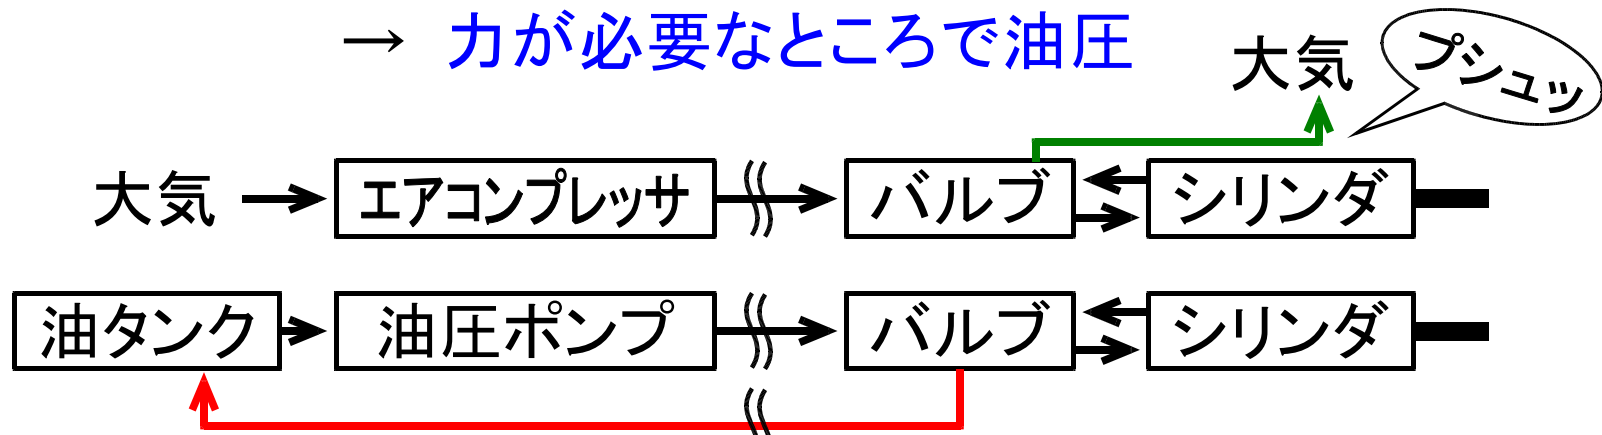 → 力が必要なところで油圧
大気 プシュッ
大気 エアコンプレッサ バルブ シリンダ
油タンク 油圧ポンプ バルブ シリンダ